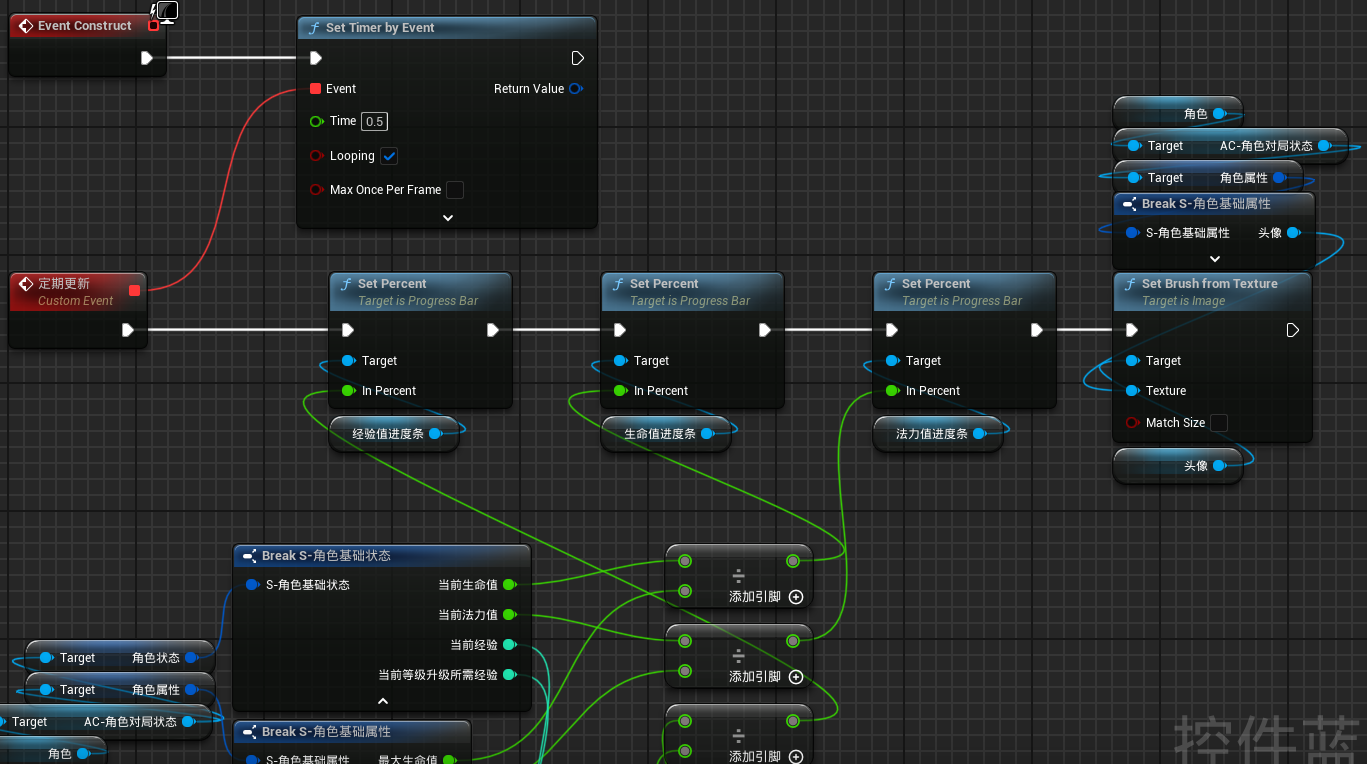 Event Construct
Set Timer by Event
Event
Return Value
Time 0.5
Looping
Max Once Per Frame
角色
Target AC-角色对局状态
Target 角色属性
Break S-角色基础属性
S-角色基础属性 头像
定期更新
Custom Event
Set Percent
Target is Progress Bar
Target
In Percent
经验值进度条
Set Percent
Target is Progress Bar
Target
In Percent
生命值进度条
Set Percent
Target is Progress Bar
Target
In Percent
法力值进度条
Set Brush from Texture
Target is Image
Target
Texture
Match Size
头像
Break S-角色基础状态
S-角色基础状态 当前生命值
当前法力值
当前经验
当前等级升级所需经验
÷
添加引脚
÷
添加引脚
÷
添加引脚
Target 角色状态
Target 角色属性
Target AC-角色对局状态
角色
Break S-角色基础属性
S-角色基础属性 最大生命值
控件蓝